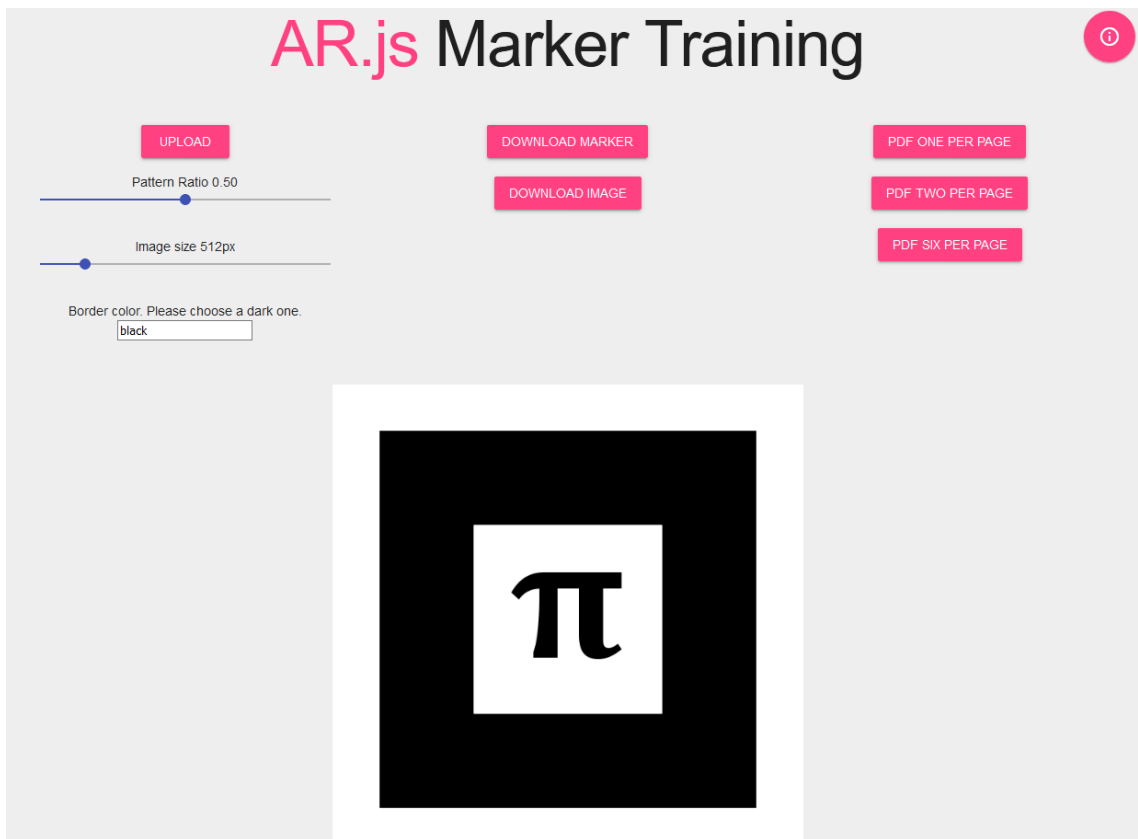 AR.js Marker Training
UPLOAD
Pattern Ratio 0.50
Image size 512px
Border color. Please choose a dark one.
black
DOWNLOAD MARKER
DOWNLOAD IMAGE
PDF ONE PER PAGE
PDF TWO PER PAGE
PDF SIX PER PAGE
π